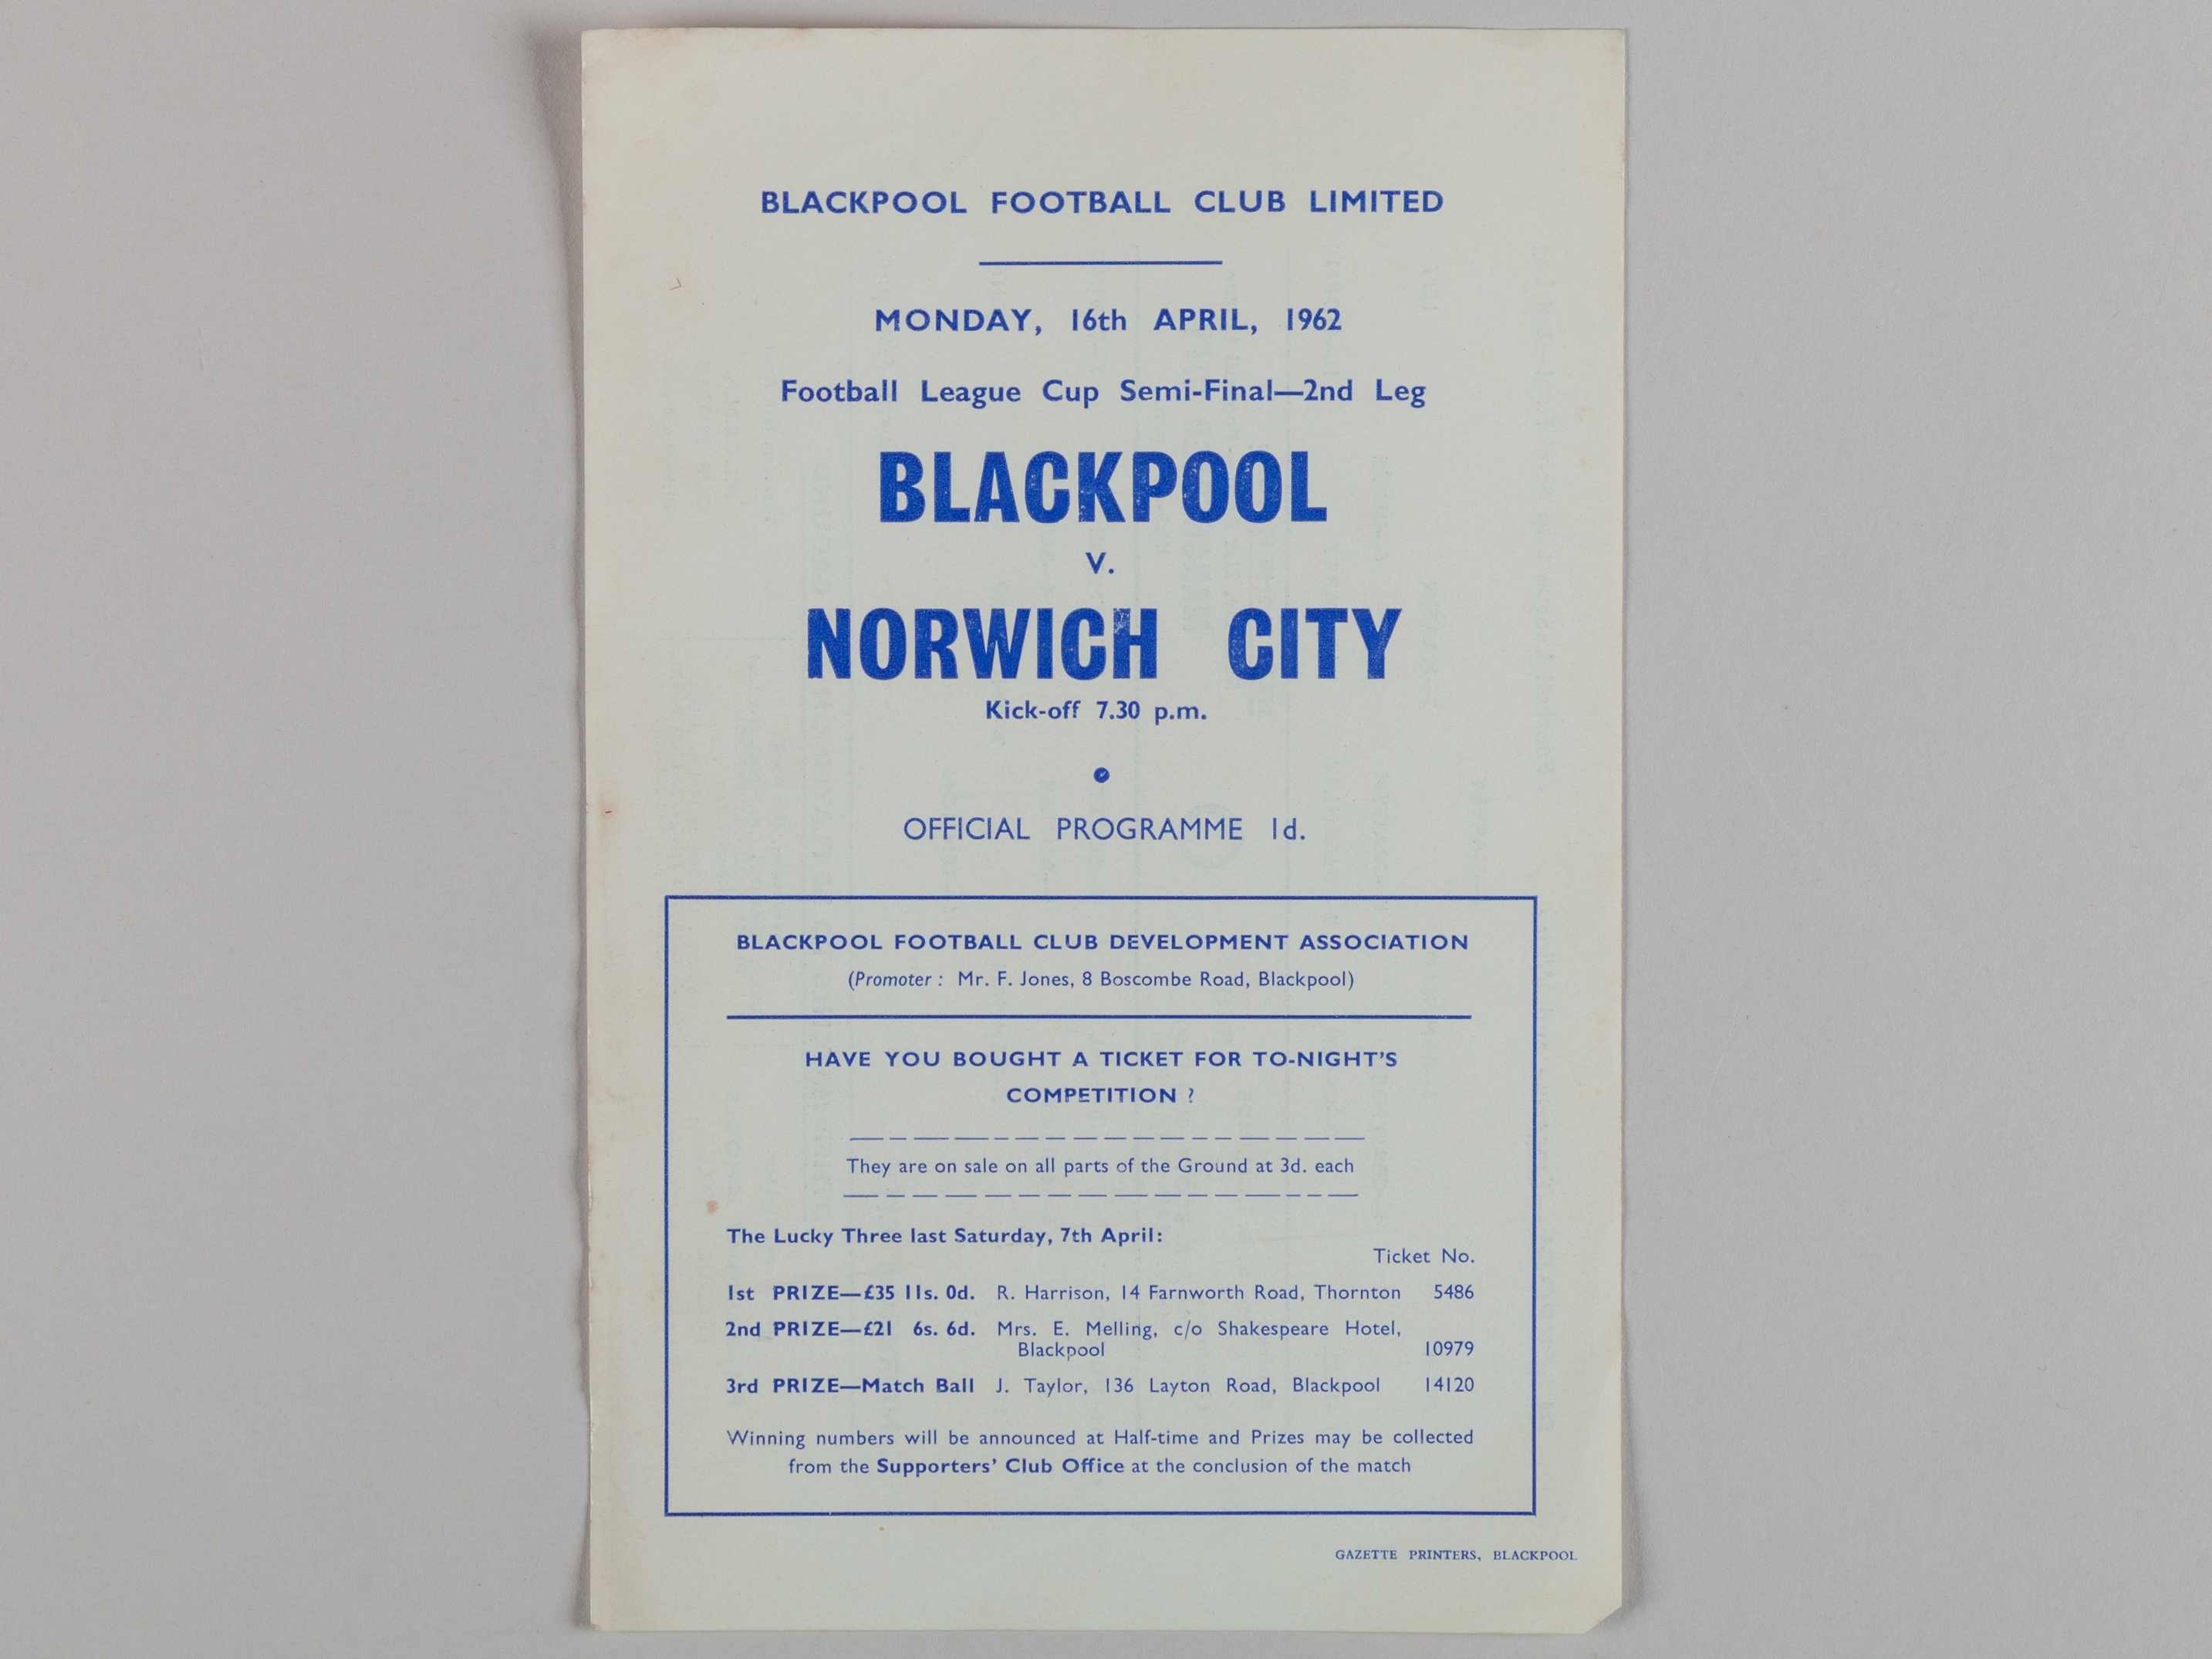 BLACKPOOL FOOTBALL CLUB LIMITED
MONDAY, 16th APRIL, 1962
Football League Cup Semi-Final—2nd Leg
BLACKPOOL
v.
NORWICH CITY
Kick-off 7.30 p.m.
OFFICIAL PROGRAMME 1d.
BLACKPOOL FOOTBALL CLUB DEVELOPMENT ASSOCIATION
(Promoter : Mr. F. Jones, 8 Boscombe Road, Blackpool)
HAVE YOU BOUGHT A TICKET FOR TO-NIGHT'S
COMPETITION ?
They are on sale on all parts of the Ground at 3d. each
The Lucky Three last Saturday, 7th April:
Ticket No.
1st PRIZE—£35 11s. 0d. R. Harrison, 14 Farnworth Road, Thornton 5486
2nd PRIZE—£21 6s. 6d. Mrs. E. Melling, c/o Shakespeare Hotel,
Blackpool 10979
3rd PRIZE—Match Ball J. Taylor, 136 Layton Road, Blackpool 14120
Winning numbers will be announced at Half-time and Prizes may be collected
from the Supporters' Club Office at the conclusion of the match
GAZETTE PRINTERS, BLACKPOOL